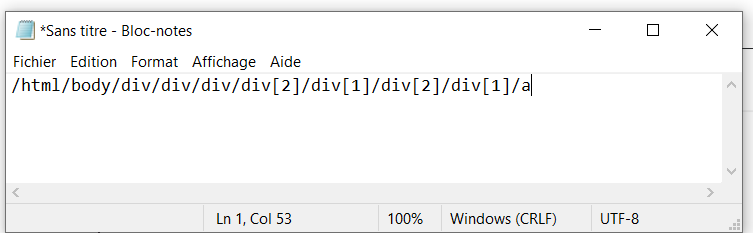 *Sans titre - Bloc-notes
Fichier Edition Format Affichage Aide
/html/body/div/div/div/div[2]/div[1]/div[2]/div[1]/a
Ln 1, Col 53 100% Windows (CRLF) UTF-8